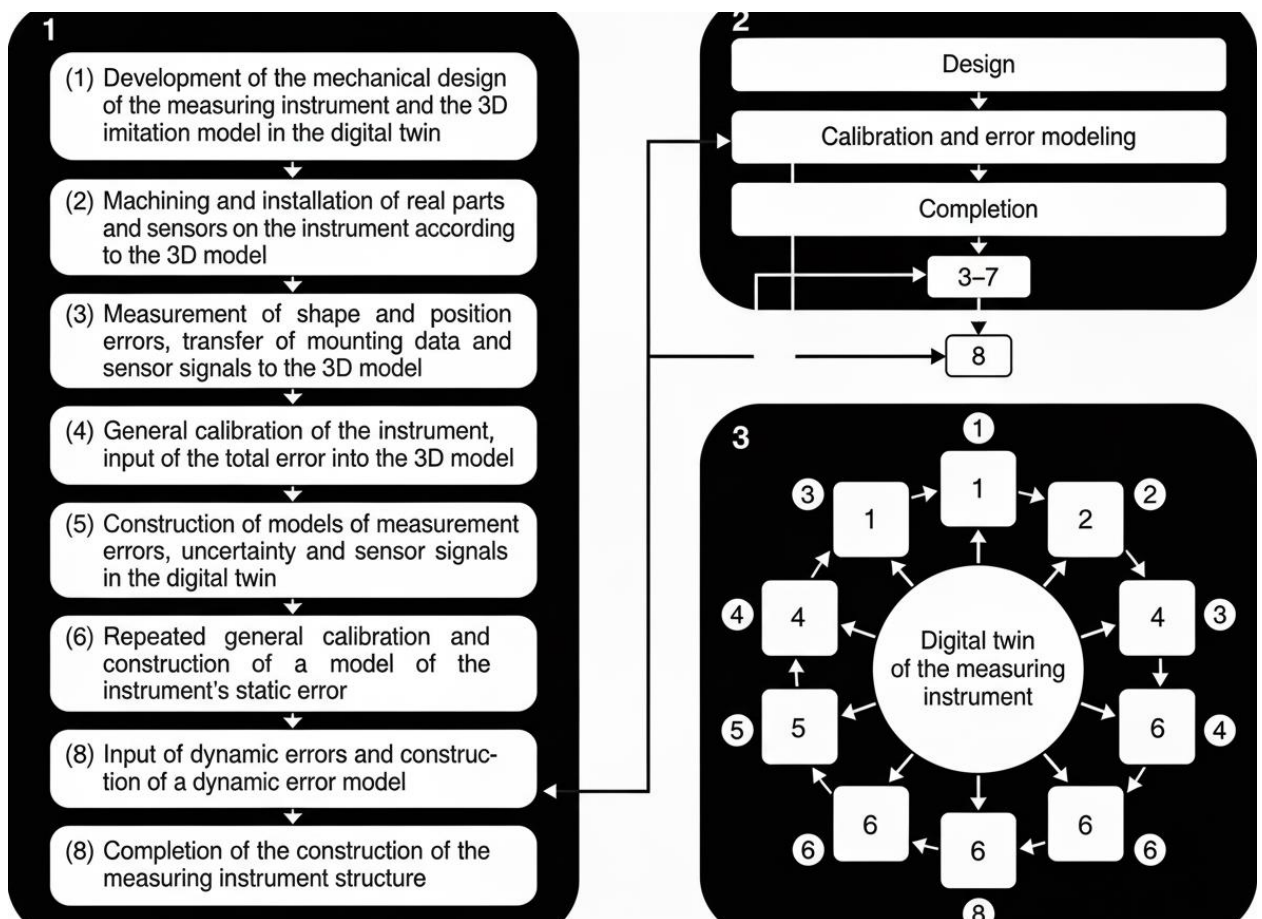 1
(1) Development of the mechanical design
of the measuring instrument and the 3D
imitation model in the digital twin
(2) Machining and installation of real parts
and sensors on the instrument according
to the 3D model
(3) Measurement of shape and position
errors, transfer of mounting data and
sensor signals to the 3D model
(4) General calibration of the instrument,
input of the total error into the 3D model
(5) Construction of models of measurement
errors, uncertainty and sensor signals
in the digital twin
(6) Repeated general calibration and
construction of a model of the
instrument's static error
(8) Input of dynamic errors and construc-
tion of a dynamic error model
(8) Completion of the construction of the
measuring instrument structure
2
Design
Calibration and error modeling
Completion
3–7
8
3
1
1
2
2
3
4
4
6
6
6
8
6
6
6
5
5
4
4
3
1
Digital twin
of the measuring
instrument